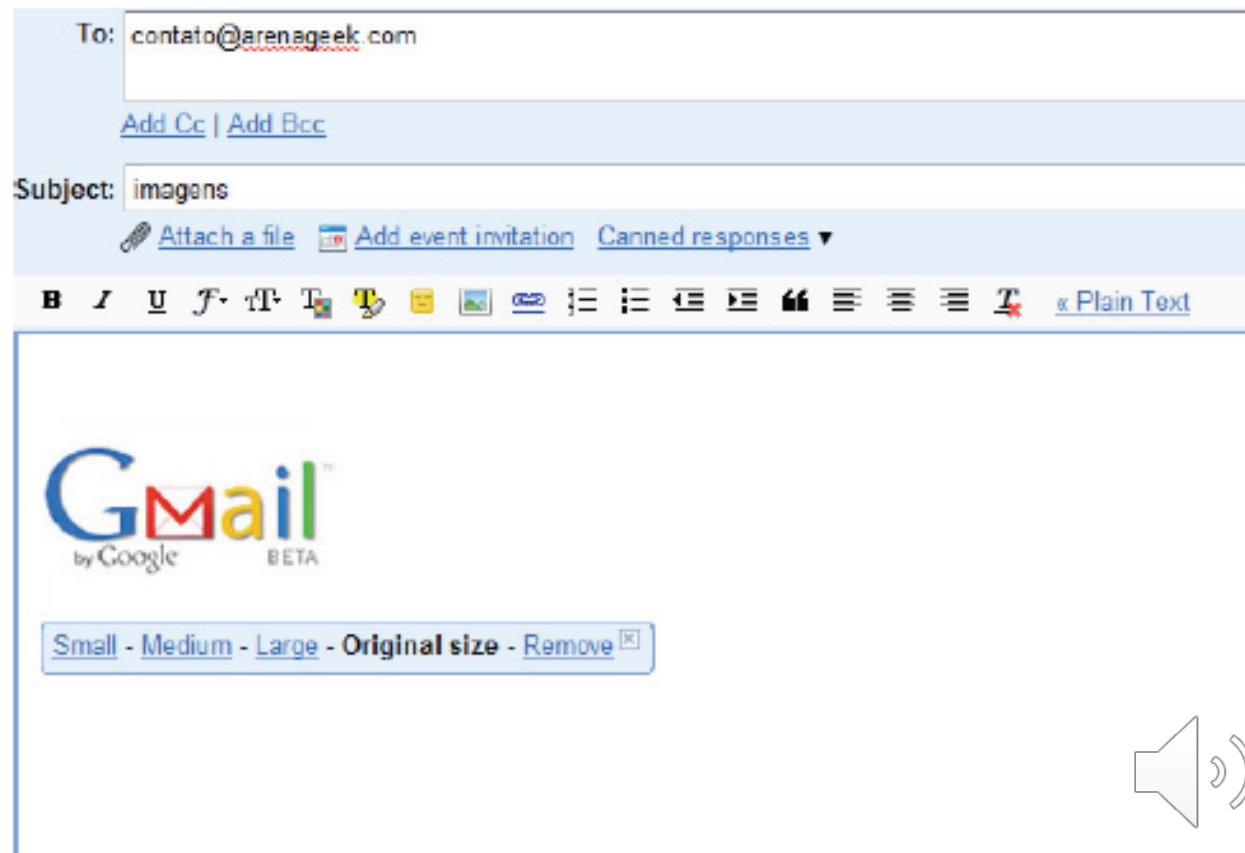 To: contato@arenageek.com
Add Cc | Add Bcc
Subject: imagens
Attach a file Add event invitation Canned responses ▼
B I U F T T T « Plain Text
Gmail
by Google BETA
Small - Medium - Large - Original size - Remove